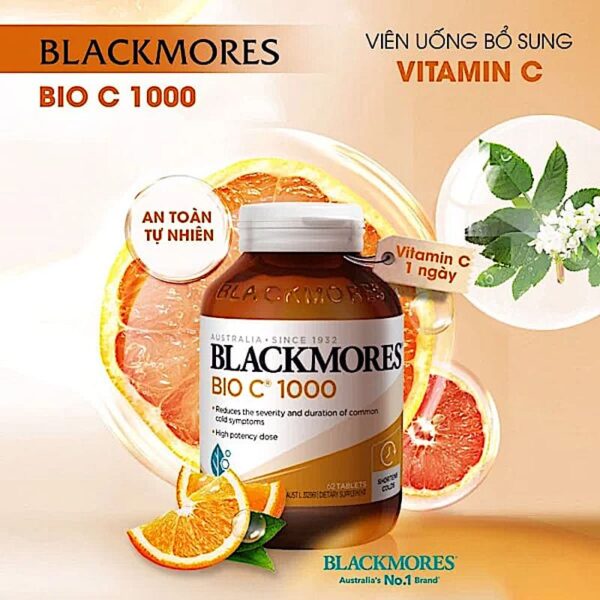 BLACKMORES
BIO C 1000
VIÊN UỐNG BỔ SUNG
VITAMIN C
AN TOÀN
TỰ NHIÊN
Vitamin C
1 ngày
BLACKMORES
AUSTRALIA • SINCE 1932
BLACKMORES®
BIO C® 1000
• Reduces the severity and duration of common
cold symptoms
• High potency dose
SHORTENS
COLDS
62 TABLETS
DIETARY SUPPLEMENT
BLACKMORES®
Australia's No.1 Brand